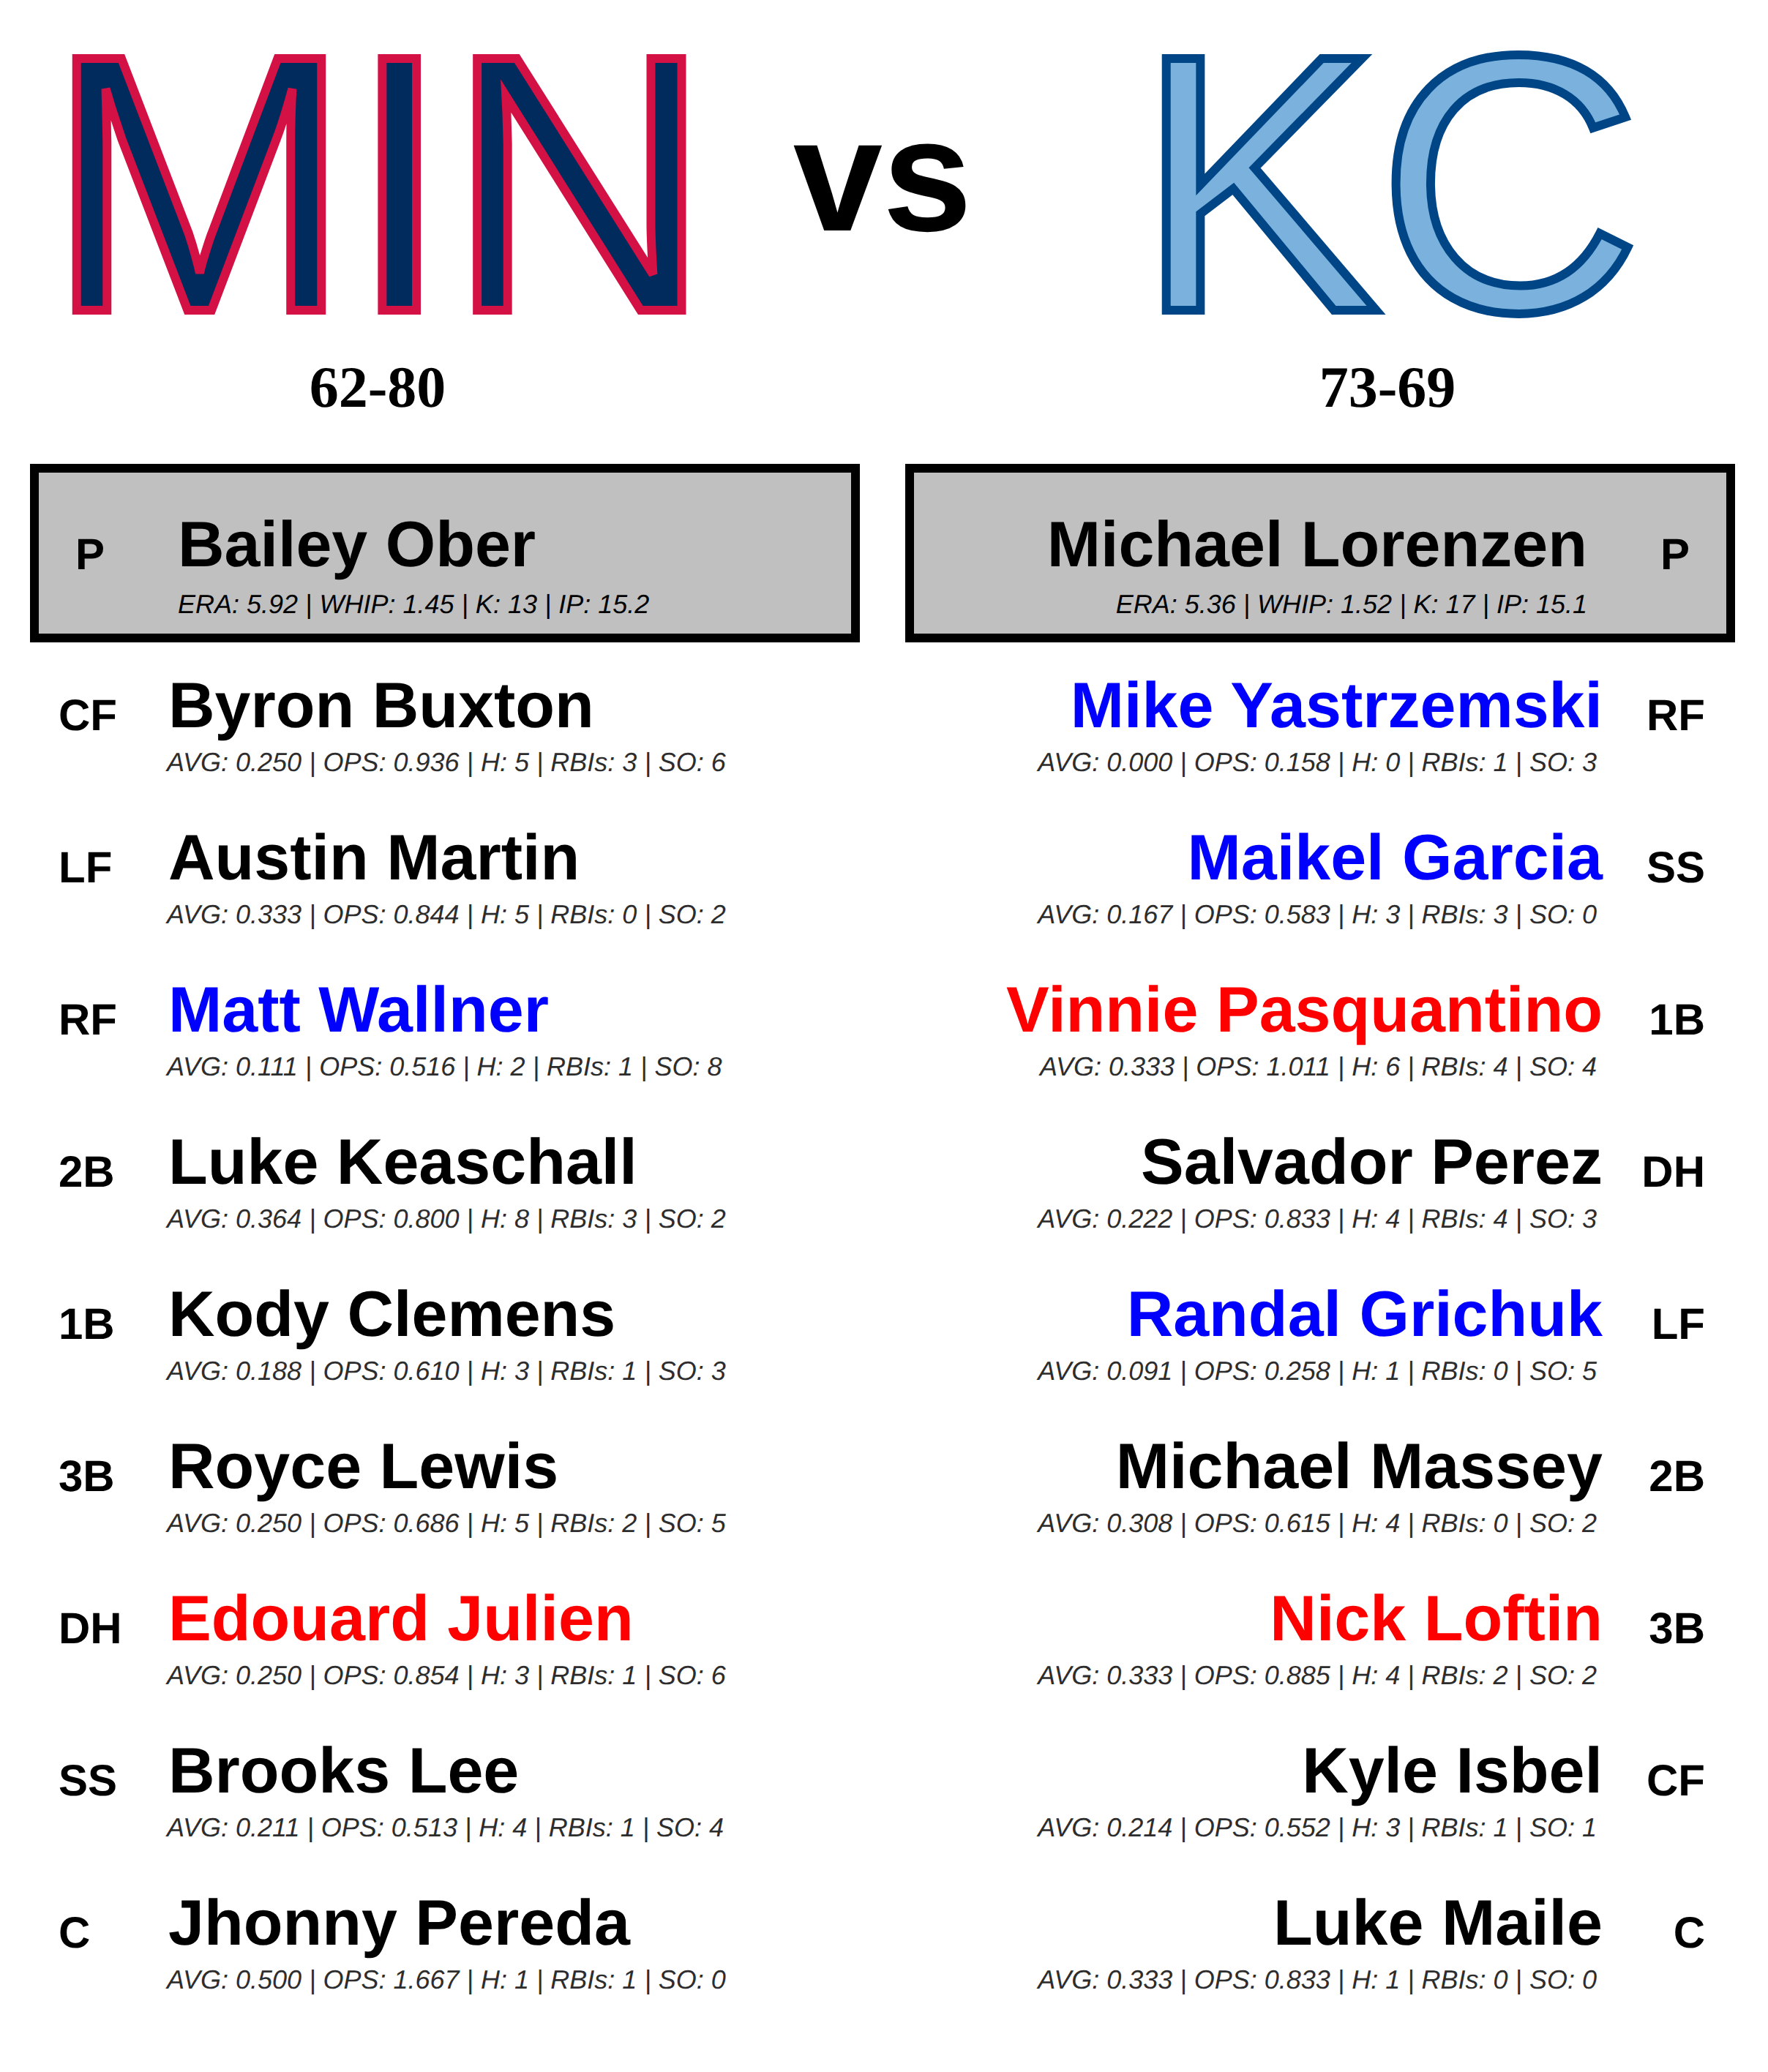 MIN vs KC
62-80
73-69
P Bailey Ober
ERA: 5.92 | WHIP: 1.45 | K: 13 | IP: 15.2
Michael Lorenzen P
ERA: 5.36 | WHIP: 1.52 | K: 17 | IP: 15.1
CF Byron Buxton
AVG: 0.250 | OPS: 0.936 | H: 5 | RBIs: 3 | SO: 6
LF Austin Martin
AVG: 0.333 | OPS: 0.844 | H: 5 | RBIs: 0 | SO: 2
RF Matt Wallner
AVG: 0.111 | OPS: 0.516 | H: 2 | RBIs: 1 | SO: 8
2B Luke Keaschall
AVG: 0.364 | OPS: 0.800 | H: 8 | RBIs: 3 | SO: 2
1B Kody Clemens
AVG: 0.188 | OPS: 0.610 | H: 3 | RBIs: 1 | SO: 3
3B Royce Lewis
AVG: 0.250 | OPS: 0.686 | H: 5 | RBIs: 2 | SO: 5
DH Edouard Julien
AVG: 0.250 | OPS: 0.854 | H: 3 | RBIs: 1 | SO: 6
SS Brooks Lee
AVG: 0.211 | OPS: 0.513 | H: 4 | RBIs: 1 | SO: 4
C Jhonny Pereda
AVG: 0.500 | OPS: 1.667 | H: 1 | RBIs: 1 | SO: 0
Mike Yastrzemski RF
AVG: 0.000 | OPS: 0.158 | H: 0 | RBIs: 1 | SO: 3
Maikel Garcia SS
AVG: 0.167 | OPS: 0.583 | H: 3 | RBIs: 3 | SO: 0
Vinnie Pasquantino 1B
AVG: 0.333 | OPS: 1.011 | H: 6 | RBIs: 4 | SO: 4
Salvador Perez DH
AVG: 0.222 | OPS: 0.833 | H: 4 | RBIs: 4 | SO: 3
Randal Grichuk LF
AVG: 0.091 | OPS: 0.258 | H: 1 | RBIs: 0 | SO: 5
Michael Massey 2B
AVG: 0.308 | OPS: 0.615 | H: 4 | RBIs: 0 | SO: 2
Nick Loftin 3B
AVG: 0.333 | OPS: 0.885 | H: 4 | RBIs: 2 | SO: 2
Kyle Isbel CF
AVG: 0.214 | OPS: 0.552 | H: 3 | RBIs: 1 | SO: 1
Luke Maile C
AVG: 0.333 | OPS: 0.833 | H: 1 | RBIs: 0 | SO: 0